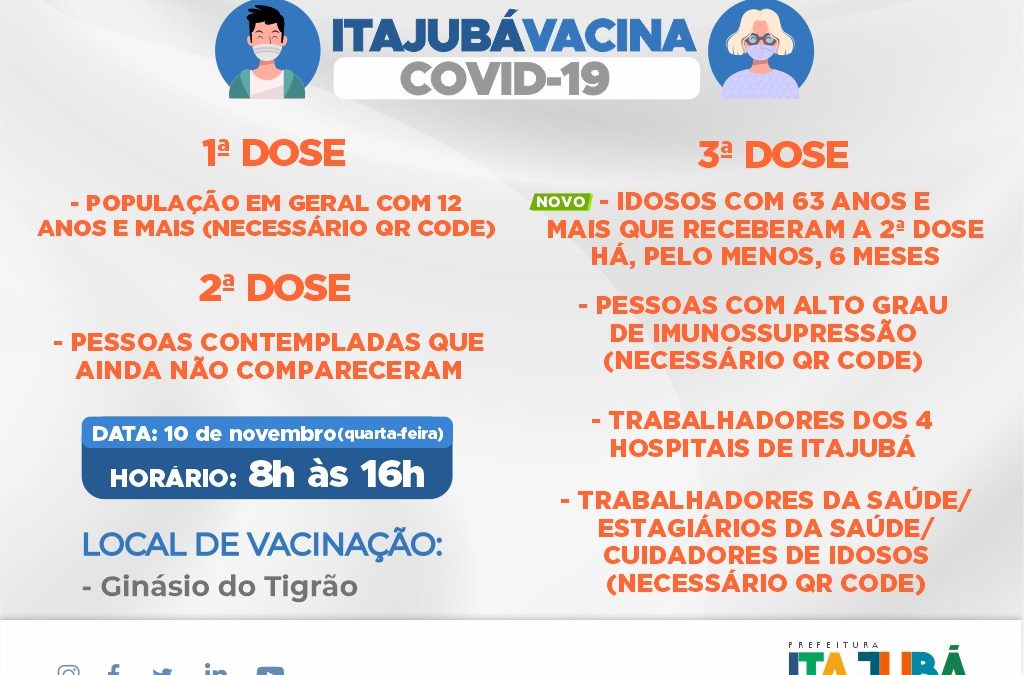 ITAJUBÁVACINA
COVID-19
1ª DOSE
- POPULAÇÃO EM GERAL COM 12
ANOS E MAIS (NECESSÁRIO QR CODE)
2ª DOSE
- PESSOAS CONTEMPLADAS QUE
AINDA NÃO COMPARECERAM
DATA: 10 de novembro (quarta-feira)
HORÁRIO: 8h às 16h
LOCAL DE VACINAÇÃO:
- Ginásio do Tigrão
3ª DOSE
NOVO - IDOSOS COM 63 ANOS E
MAIS QUE RECEBERAM A 2ª DOSE
HÁ, PELO MENOS, 6 MESES
- PESSOAS COM ALTO GRAU
DE IMUNOSSUPRESSÃO
(NECESSÁRIO QR CODE)
- TRABALHADORES DOS 4
HOSPITAIS DE ITAJUBÁ
- TRABALHADORES DA SAÚDE/
ESTAGIÁRIOS DA SAÚDE/
CUIDADORES DE IDOSOS
(NECESSÁRIO QR CODE)
PREFEITURA
ITAJUBÁ